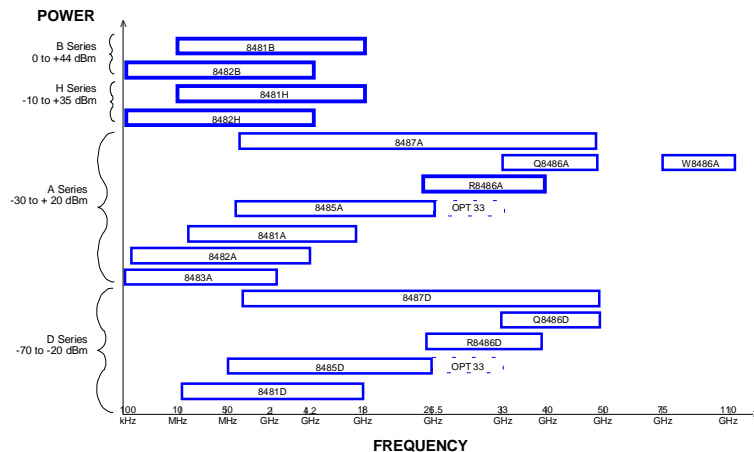 POWER
B Series
0 to +44 dBm
8481B
8482B
H Series
-10 to +35 dBm
8481H
8482H
8487A
Q8486A
W8486A
R8486A
A Series
-30 to + 20 dBm
8485A
OPT 33
8481A
8482A
8483A
8487D
Q8486D
D Series
-70 to -20 dBm
R8486D
8485D
OPT 33
8481D
100 10 50 2 4.2 18 26.5 33 40 50 75 110
kHz MHz MHz GHz GHz GHz GHz GHz GHz GHz GHz GHz
FREQUENCY